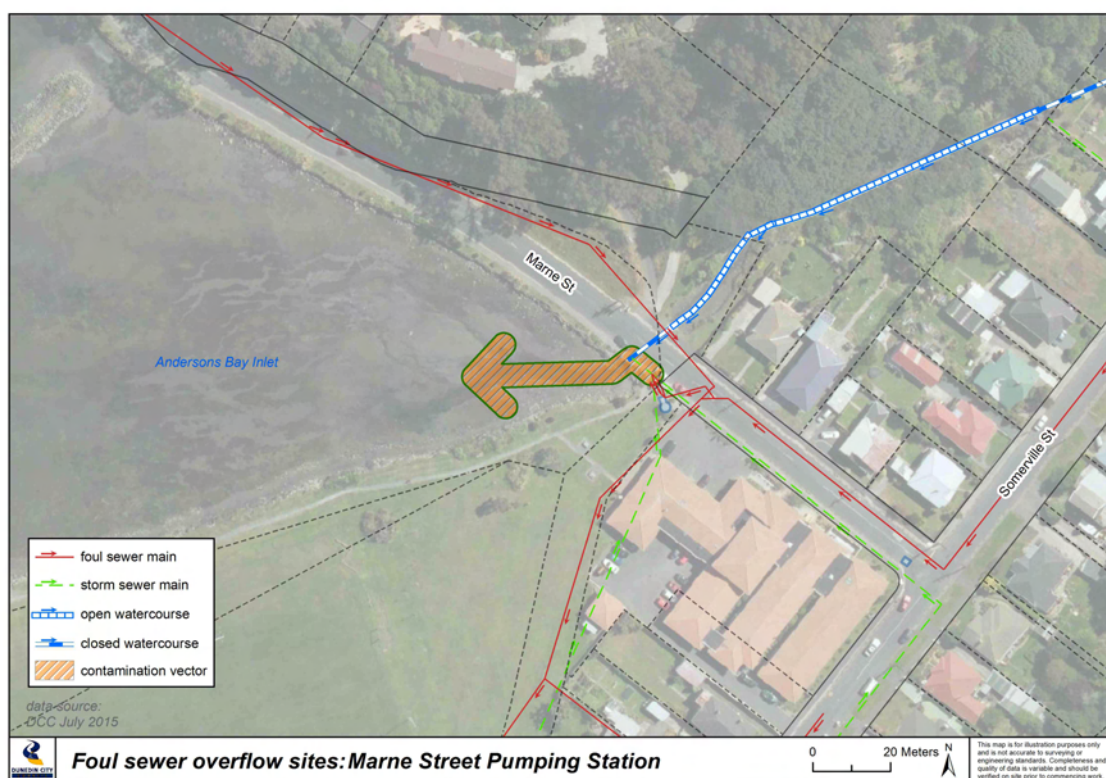 Marne St
Andersons Bay Inlet
Somerville St
foul sewer main
storm sewer main
open watercourse
closed watercourse
contamination vector
data source:
DCC July 2015
DUNEDIN CITY
Foul sewer overflow sites: Marne Street Pumping Station
0 20 Meters
N
This map is for illustration purposes only
and is not accurate to surveying or
engineering standards. Completeness and
quality of data is variable and should be
verified on site prior to commencing work